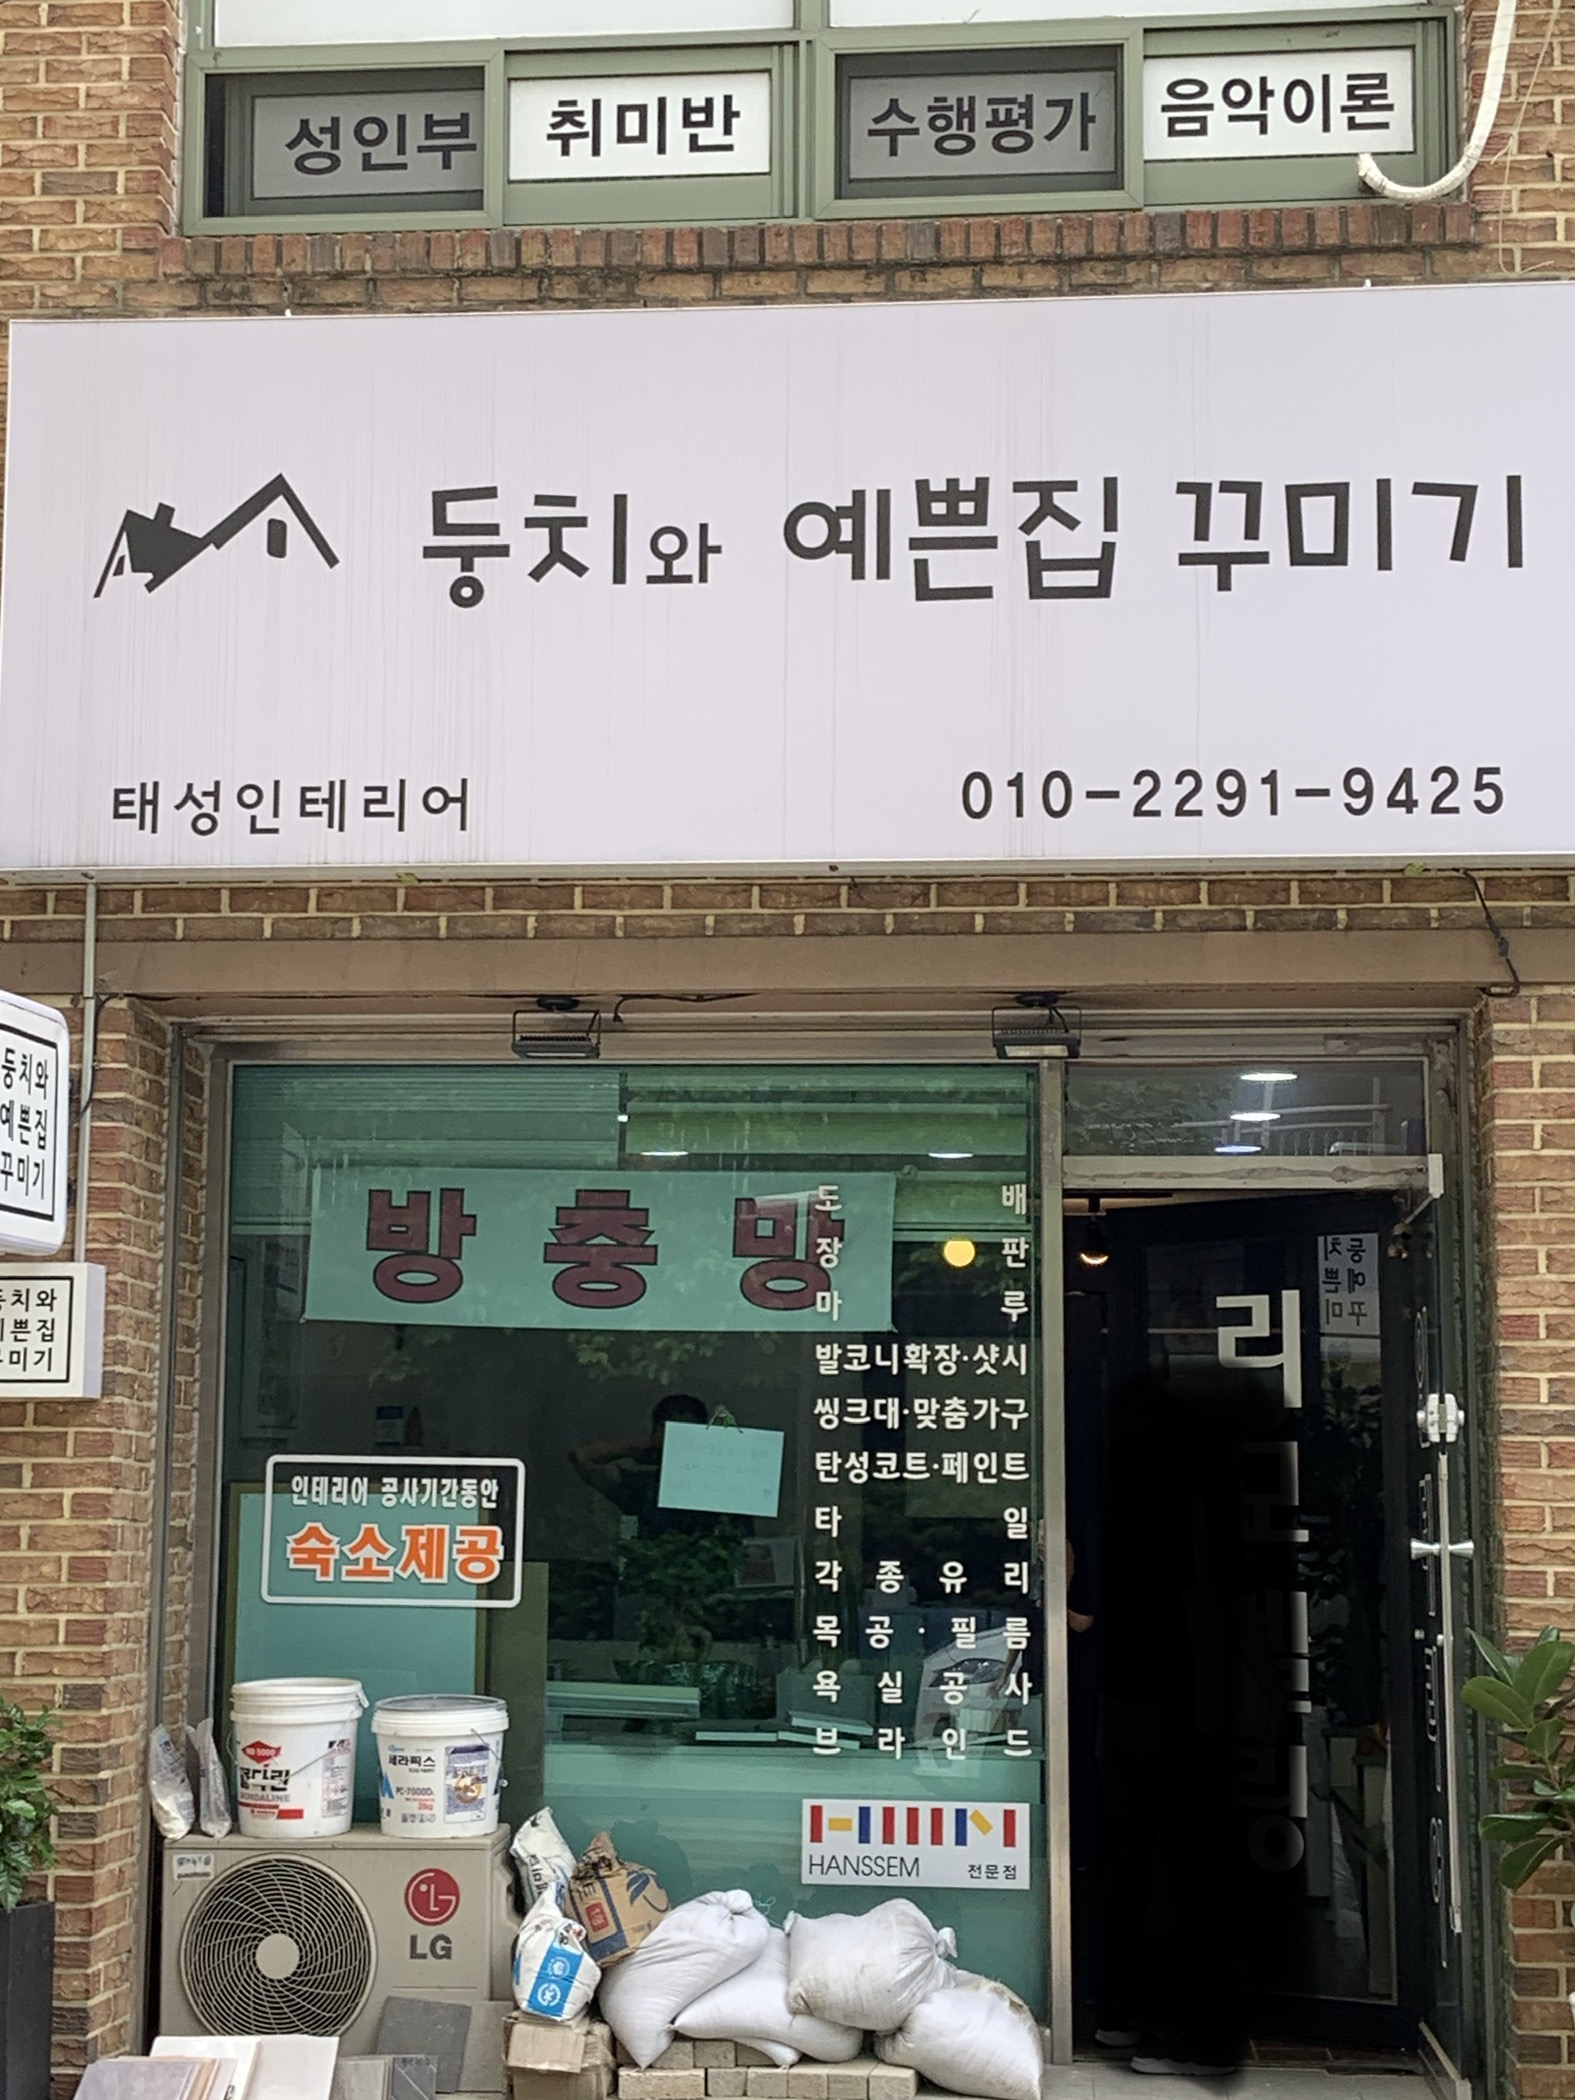 성인부 취미반 수행평가 음악이론
둥치와 예쁜집 꾸미기
태성인테리어 010-2291-9425
둥치와
예쁜집
꾸미기
치와
쁜집
미기
방충망
도배
장판
마루
발코니확장·샷시
씽크대·맞춤가구
탄성코트·페인트
타일
각종유리
목공·필름
욕실공사
브라인드
인테리어 공사기간동안
숙소제공
HANSSEM 전문점
리
링
NO 5000
세라픽스
PC-7000
LG